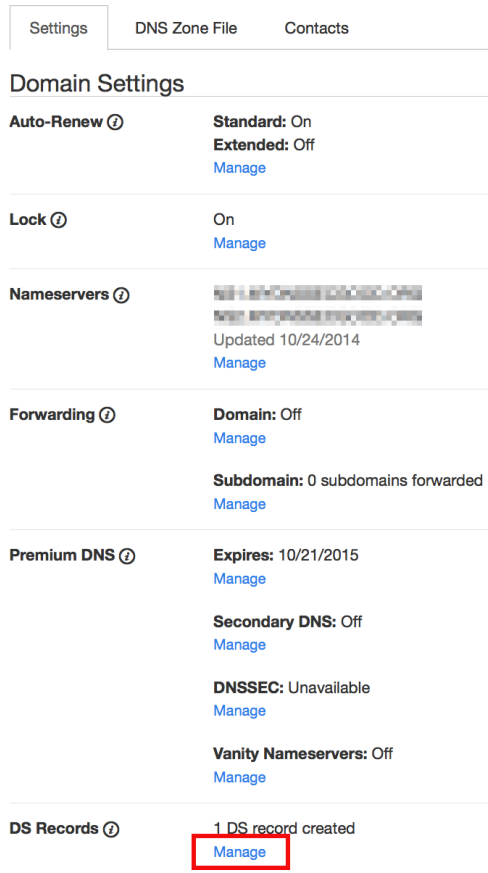 Settings DNS Zone File Contacts
Domain Settings
Auto-Renew Standard: On
Extended: Off
Manage
Lock On
Manage
Nameservers
Updated 10/24/2014
Manage
Forwarding Domain: Off
Manage
Subdomain: 0 subdomains forwarded
Manage
Premium DNS Expires: 10/21/2015
Manage
Secondary DNS: Off
Manage
DNSSEC: Unavailable
Manage
Vanity Nameservers: Off
Manage
DS Records 1 DS record created
Manage